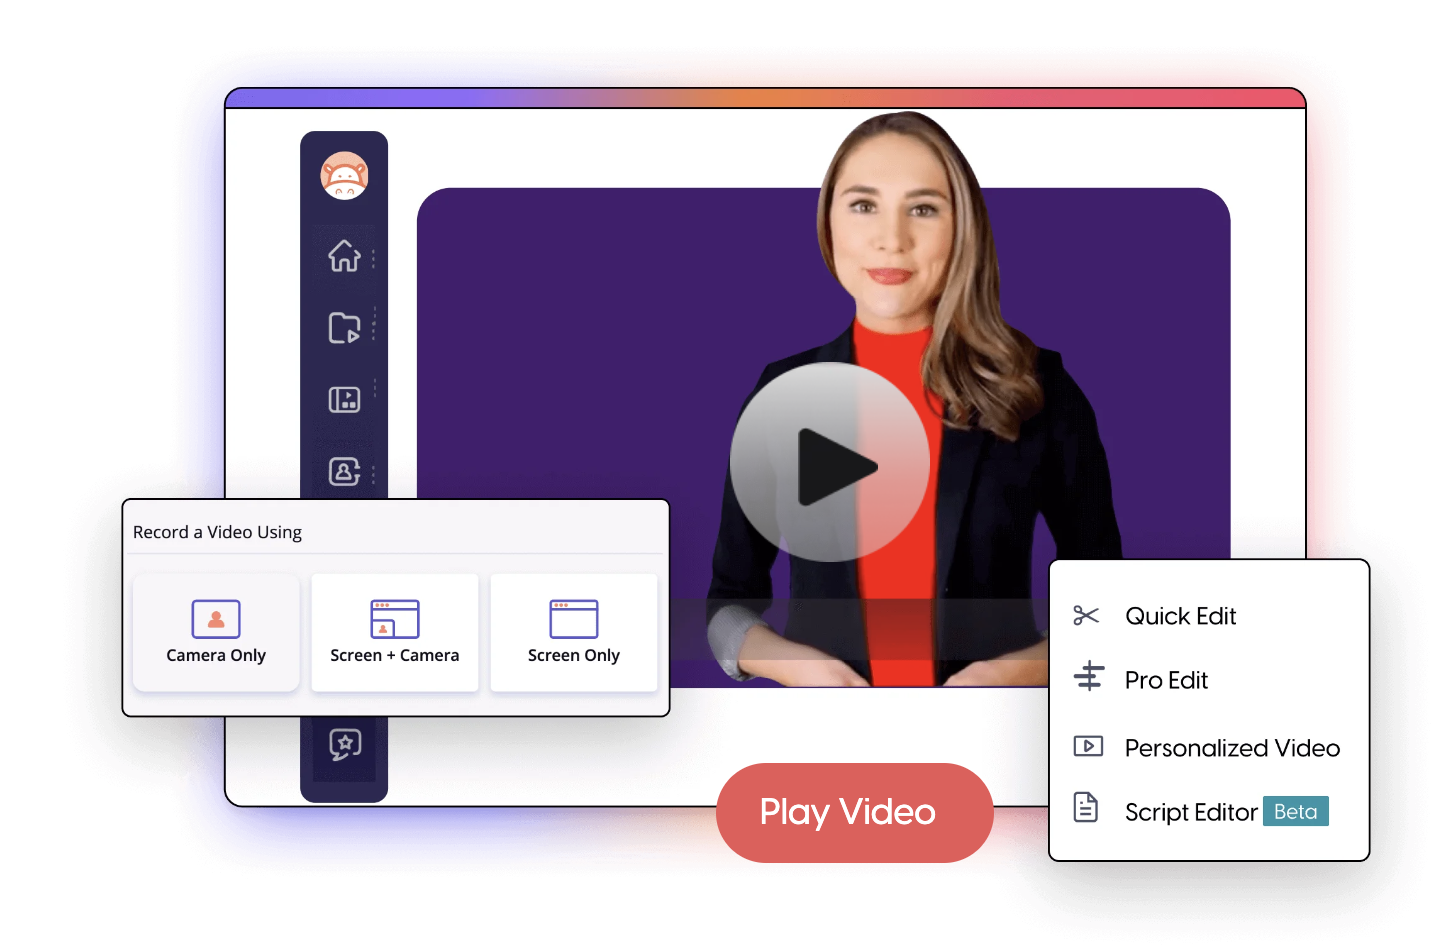 Record a Video Using
Camera Only
Screen + Camera
Screen Only
Quick Edit
Pro Edit
Personalized Video
Script Editor Beta
Play Video